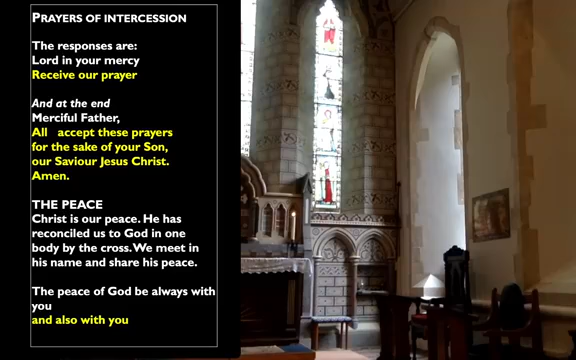 PRAYERS OF INTERCESSION
The responses are:
Lord in your mercy
Receive our prayer
And at the end
Merciful Father,
All accept these prayers
for the sake of your Son,
our Saviour Jesus Christ.
Amen.
THE PEACE
Christ is our peace. He has
reconciled us to God in one
body by the cross. We meet in
his name and share his peace.
The peace of God be always with
you
and also with you